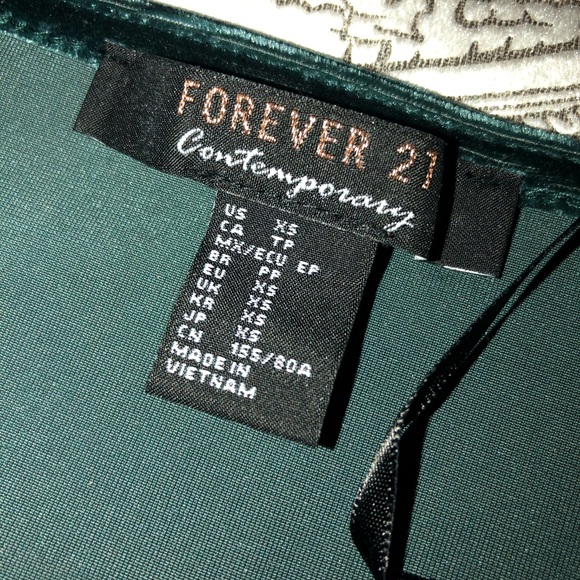 FOREVER 21
Contemporary
US XS
CA TP
MX/ECU EP
BR PP
EU XS
UK XS
KR XS
JP XS
CN 155/80A
MADE IN
VIETNAM